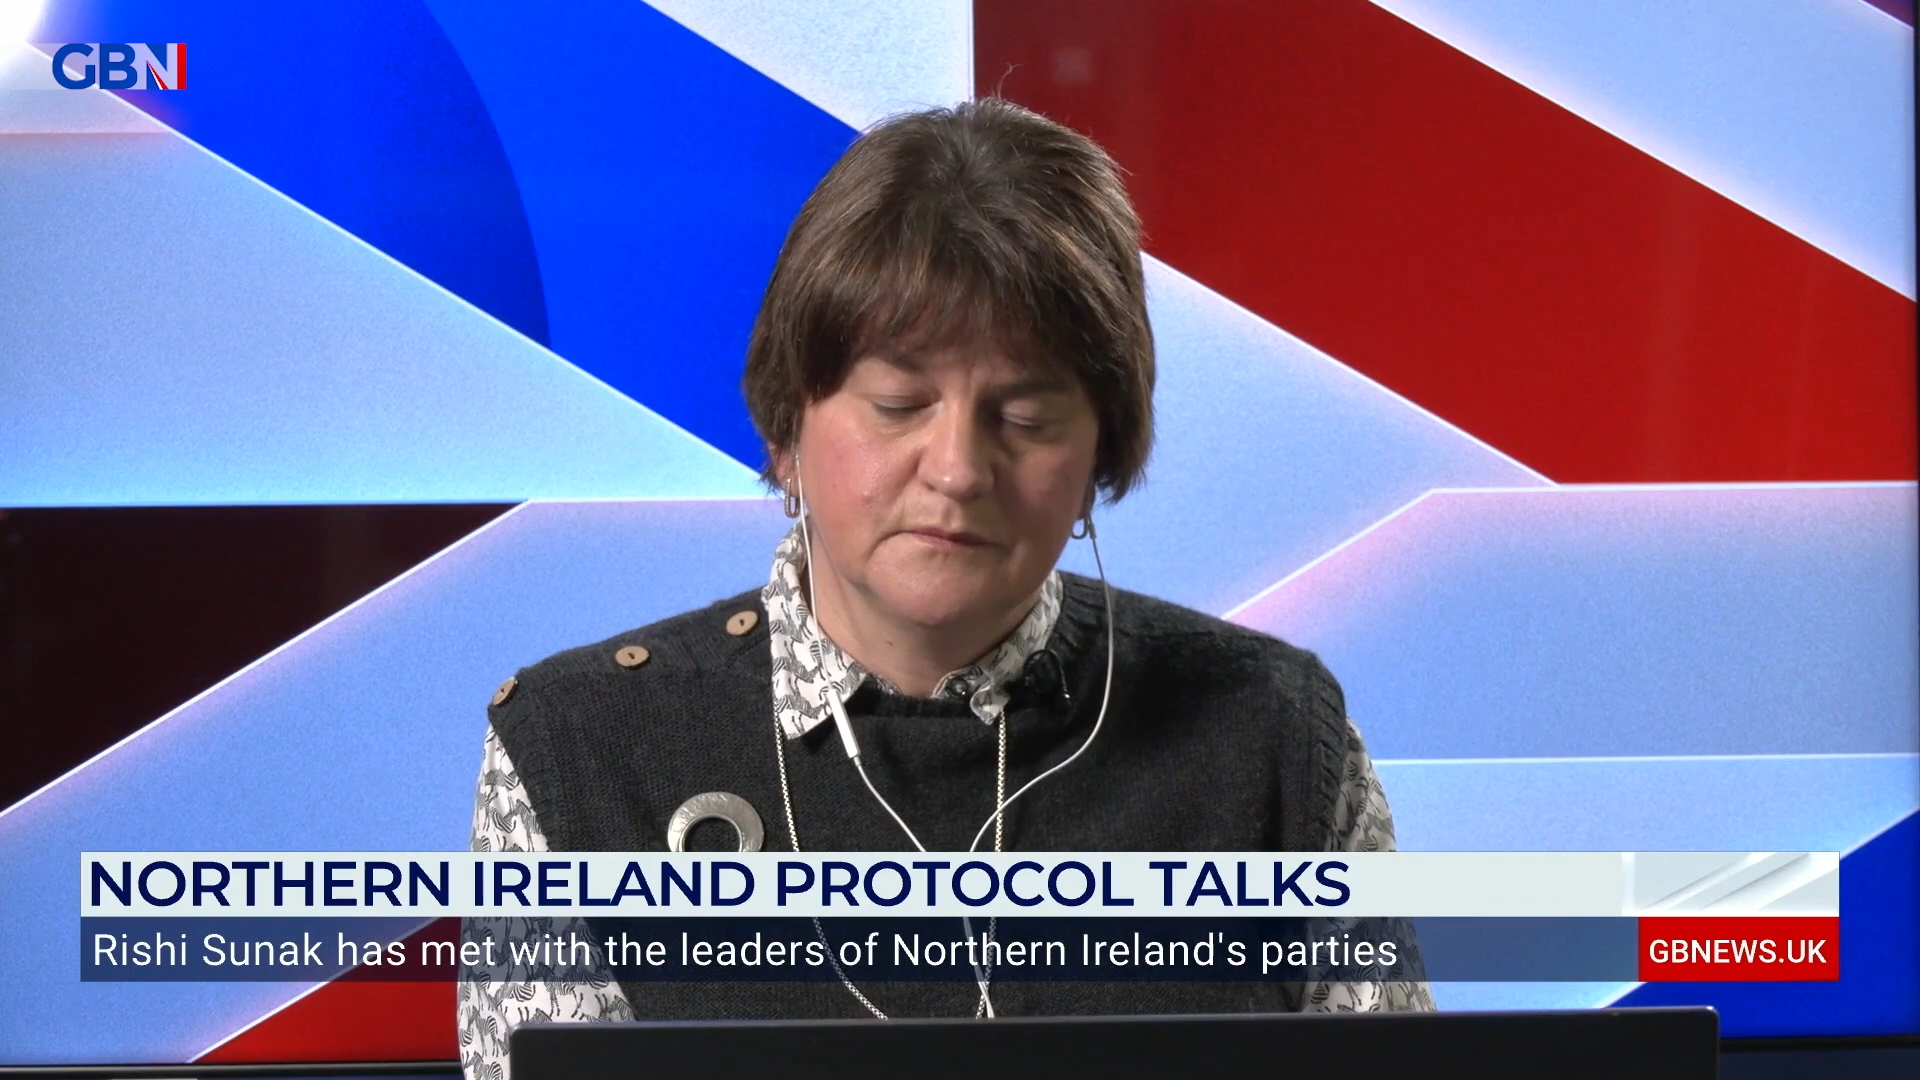 GBN
NORTHERN IRELAND PROTOCOL TALKS
Rishi Sunak has met with the leaders of Northern Ireland's parties
GBNEWS.UK